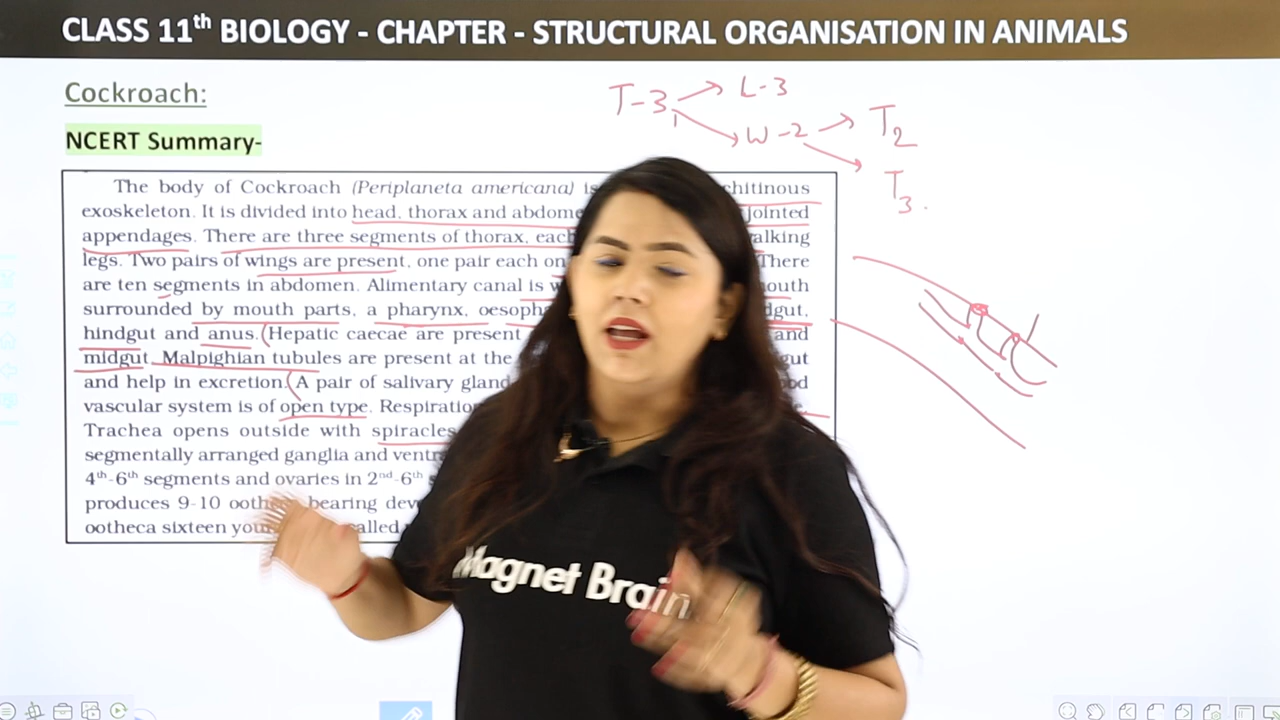 CLASS 11th BIOLOGY - CHAPTER - STRUCTURAL ORGANISATION IN ANIMALS
Cockroach:
NCERT Summary-
T-3 → L-3
→ W-2 → T2
→ T3
The body of Cockroach (Periplaneta americana) is chitinous
exoskeleton. It is divided into head, thorax and abdome jointed
appendages. There are three segments of thorax, each alking
legs. Two pairs of wings are present, one pair each on There
are ten segments in abdomen. Alimentary canal is w outh
surrounded by mouth parts, a pharynx, oesopha dgut,
hindgut and anus. Hepatic caecae are present and
midgut. Malpighian tubules are present at the gut
and help in excretion. A pair of salivary gland ood
vascular system is of open type. Respiration
Trachea opens outside with spiracles
segmentally arranged ganglia and ventr
4th-6th segments and ovaries in 2nd-6th s
produces 9-10 ooth bearing dev
ootheca sixteen you alled
Magnet Brain